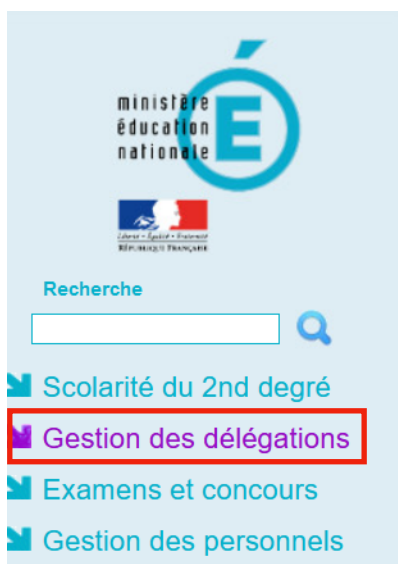 ministère
éducation
nationale
É
Liberté • Égalité • Fraternité
RÉPUBLIQUE FRANÇAISE
Recherche
Scolarité du 2nd degré
Gestion des délégations
Examens et concours
Gestion des personnels